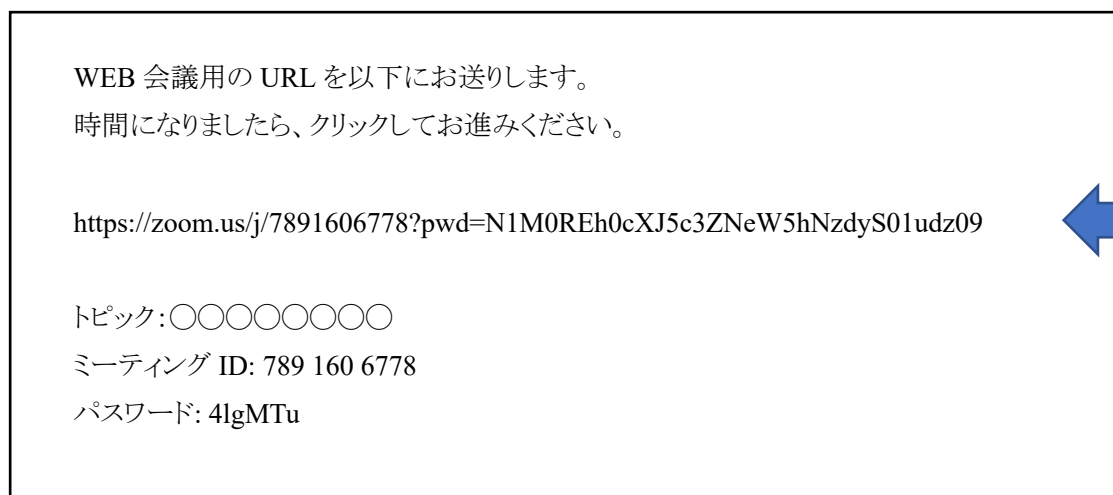 WEB 会議用の URL を以下にお送りします。
時間になりましたら、クリックしてお進みください。
https://zoom.us/j/7891606778?pwd=N1M0REh0cXJ5c3ZNeW5hNzdyS01udz09
トピック:○○○○○○○○
ミーティング ID: 789 160 6778
パスワード: 4lgMTu